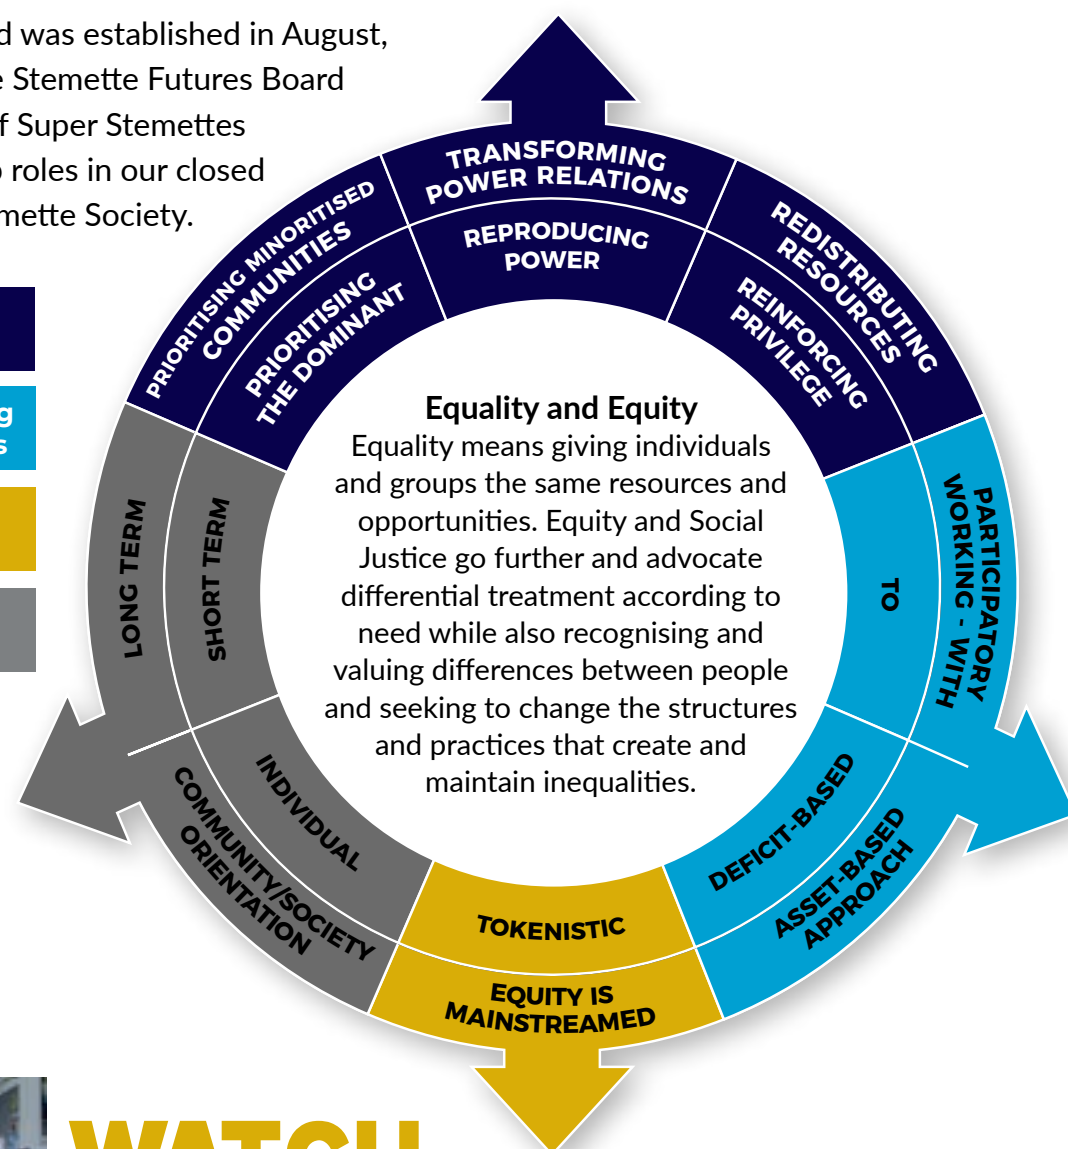 d was established in August,
e Stemette Futures Board
f Super Stemettes
o roles in our closed
mette Society.
g
s
TRANSFORMING
POWER RELATIONS
REPRODUCING
POWER
REDISTRIBUTING
RESOURCES
REINFORCING
PRIVILEGE
PARTICIPATORY
WORKING - WITH
TO
ASSET-BASED
APPROACH
DEFICIT-BASED
EQUITY IS
MAINSTREAMED
TOKENISTIC
COMMUNITY/SOCIETY
ORIENTATION
INDIVIDUAL
LONG TERM
SHORT TERM
PRIORITISING MINORITISED
COMMUNITIES
PRIORITISING
THE DOMINANT
Equality and Equity
Equality means giving individuals
and groups the same resources and
opportunities. Equity and Social
Justice go further and advocate
differential treatment according to
need while also recognising and
valuing differences between people
and seeking to change the structures
and practices that create and
maintain inequalities.
WATCH